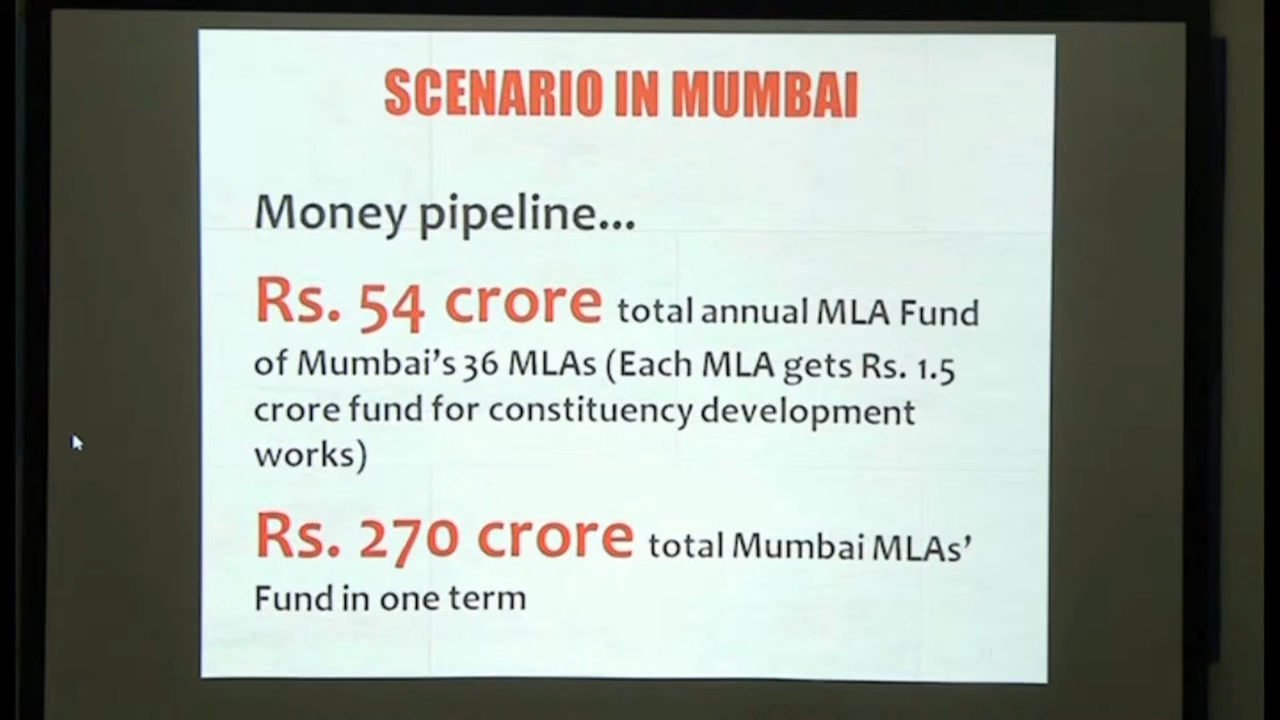 SCENARIO IN MUMBAI
Money pipeline...
Rs. 54 crore total annual MLA Fund
of Mumbai's 36 MLAs (Each MLA gets Rs. 1.5
crore fund for constituency development
works)
Rs. 270 crore total Mumbai MLAs'
Fund in one term